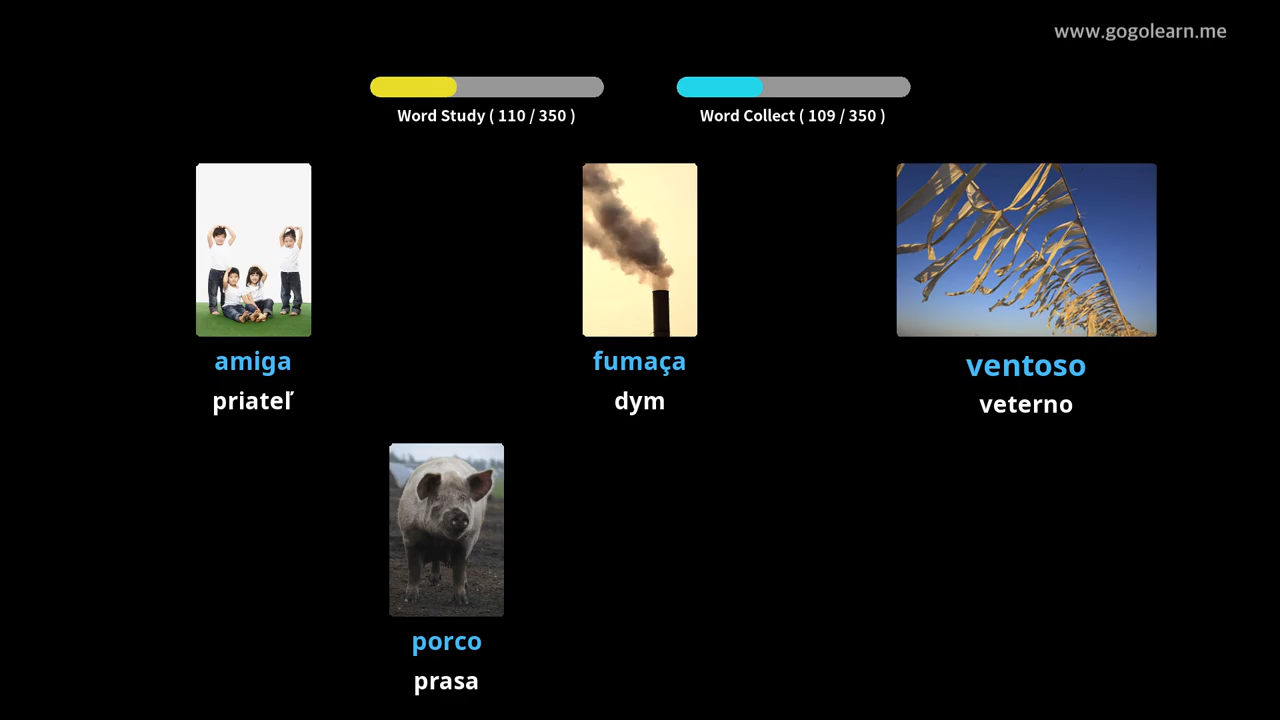 www.gogolearn.me
Word Study ( 110 / 350 )
Word Collect ( 109 / 350 )
amiga
priateľ
fumaça
dym
ventoso
veterno
porco
prasa